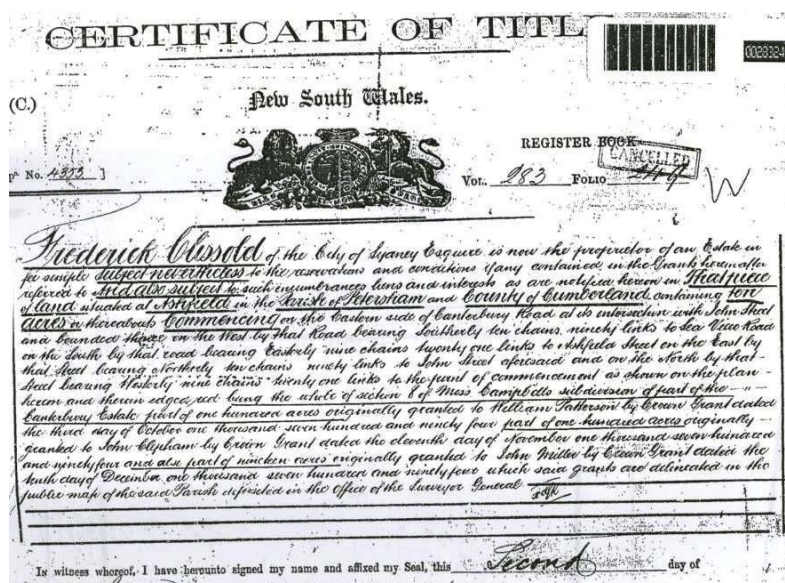 CERTIFICATE OF TITL
0028324
(C.)
New South Wales.
REGISTER BOOK
CANCELLED
No. 4353 ]
VOL. 283 FOLIO 249
W
Frederick Clissold of the City of Sydney Esquire is now the proprietor of an Estate in
fee simple subject nevertheless to the reservations and conditions if any contained in the Grants hereinafter
referred to And also subject to such incumbrances liens and interests as are notified hereon in That piece
of land situated at Ashfield in the Parish of Petersham and County of Cumberland containing ten
acres or thereabouts Commencing on the Eastern side of Canterbury Road at its intersection with John Street
and bounded thence on the West by that Road bearing Southerly ten chains ninety links to Sea View Road
on the South by that road bearing Easterly nine chains twenty one links to Ashfield Street on the East by
that Street bearing Northerly ten chains ninety links to John Street aforesaid and on the North by that
Street bearing Westerly nine chains twenty one links to the point of commencement as shown on the plan
hereon and therein edged red being the whole of section 8 of Miss Campbells subdivision of part of the
Canterbury Estate part of one hundred acres originally granted to William Patterson by Crown Grant dated
the third day of October one thousand seven hundred and ninety four part of one hundred acres originally
granted to John Clepham by Crown Grant dated the eleventh day of November one thousand seven hundred
and ninety four and also part of nineteen acres originally granted to John Miller by Crown Grant dated the
tenth day of December one thousand seven hundred and ninety four which said grants are delineated in the
public map of the said Parish deposited in the office of the Surveyor General
In witness whereof, I have hereunto signed my name and affixed my Seal, this Second day of